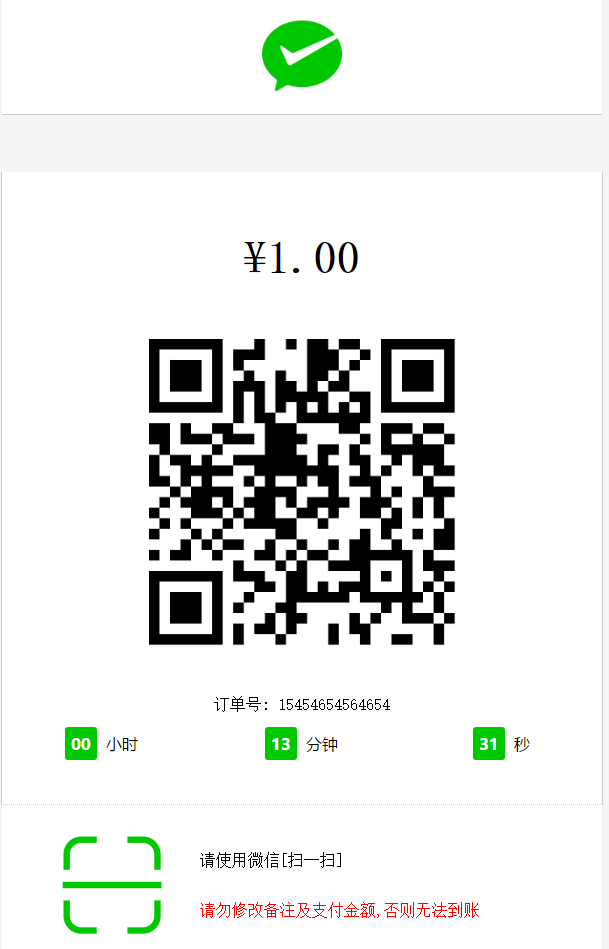 ¥1.00
订单号: 15454654564654
00 小时 13 分钟 31 秒
请使用微信[扫一扫]
请勿修改备注及支付金额,否则无法到账